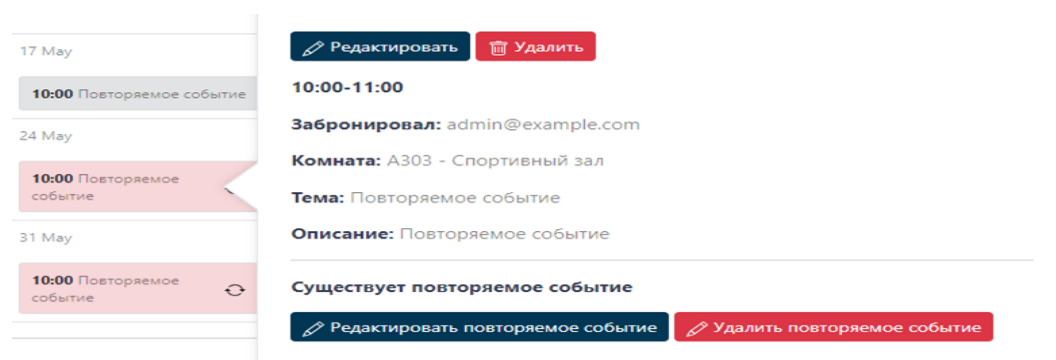 17 May
10:00 Повторяемое событие
24 May
10:00 Повторяемое
событие
31 May
10:00 Повторяемое
событие
Редактировать Удалить
10:00-11:00
Забронировал: admin@example.com
Комната: А303 - Спортивный зал
Тема: Повторяемое событие
Описание: Повторяемое событие
Существует повторяемое событие
Редактировать повторяемое событие Удалить повторяемое событие